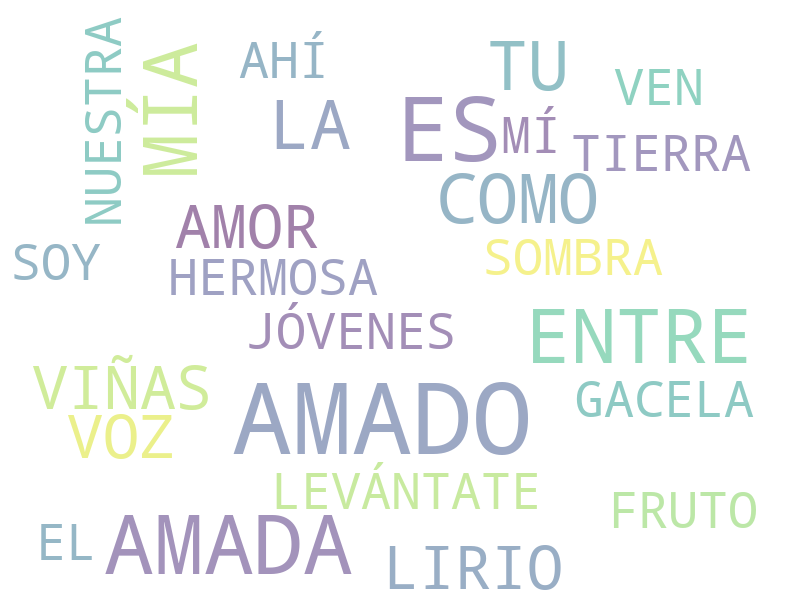 NUESTRA
MÍA
AHÍ
TU
VEN
LA
ES
MÍ
TIERRA
COMO
AMOR
SOY
HERMOSA
SOMBRA
JÓVENES
ENTRE
VIÑAS
AMADO
GACELA
VOZ
LEVÁNTATE
FRUTO
EL
AMADA
LIRIO